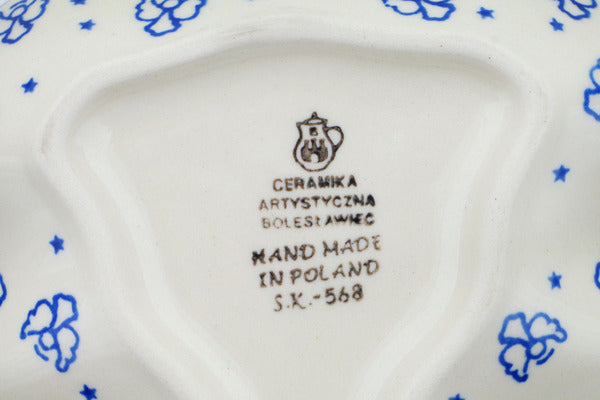 CERAMIKA
ARTYSTYCZNA
BOLESŁAWIEC
HAND MADE
IN POLAND
S.K.-568